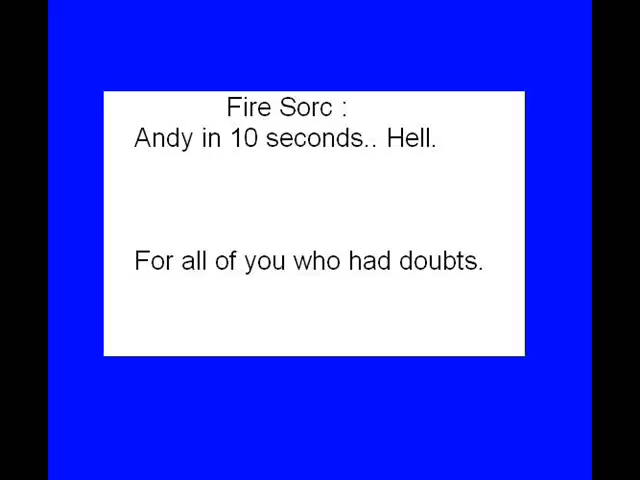 Fire Sorc :
Andy in 10 seconds.. Hell.
For all of you who had doubts.